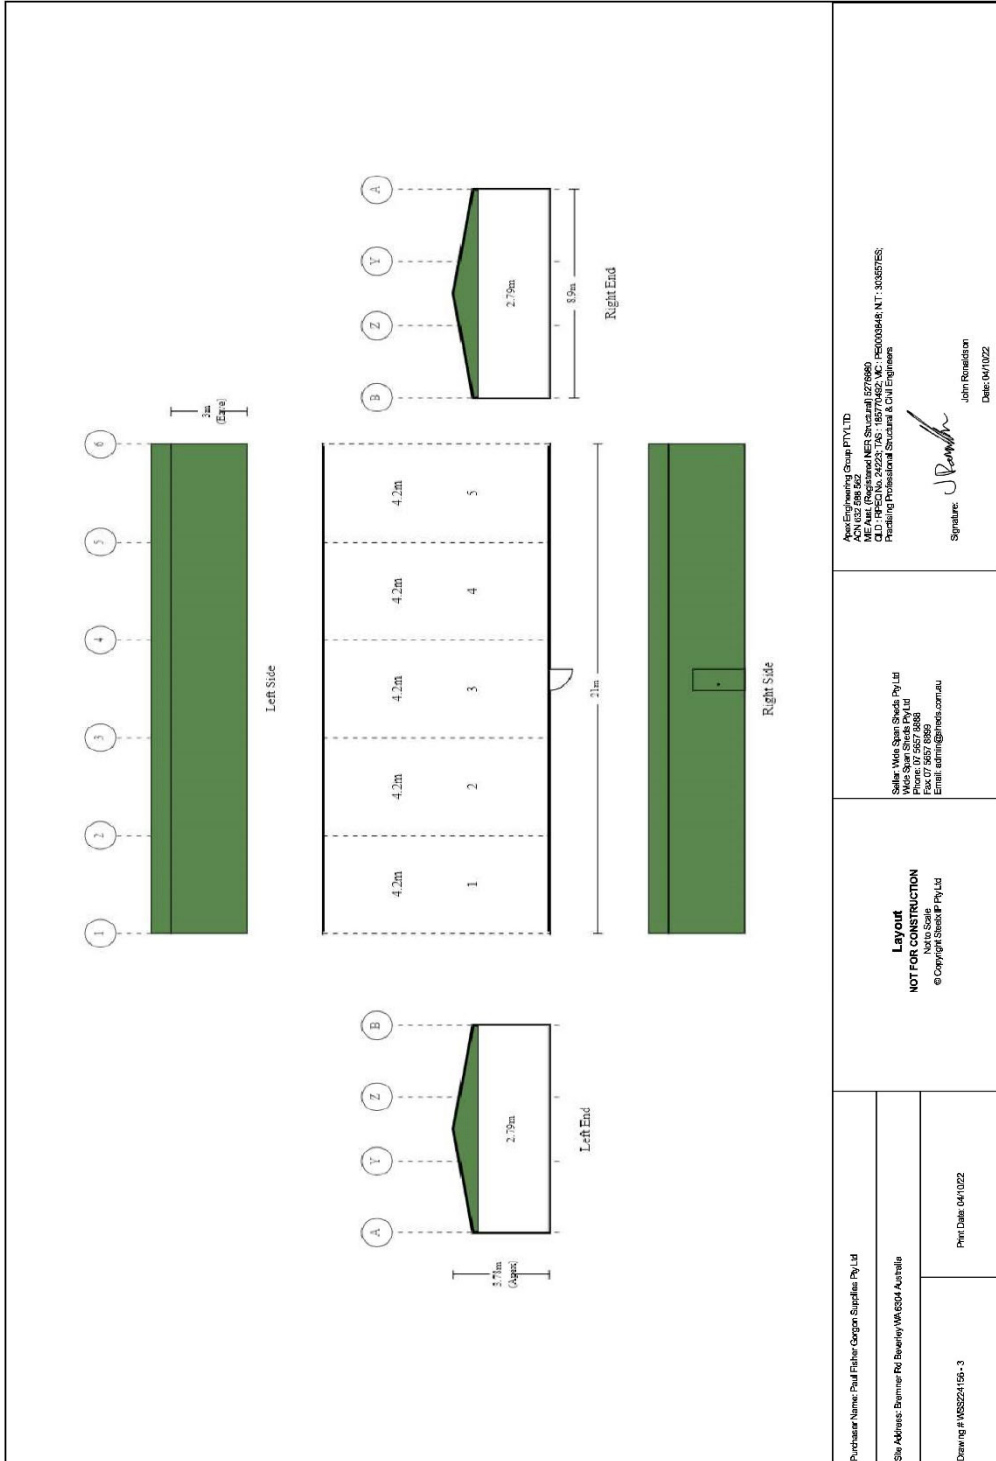 1
2
3
4
5
6
3m
(Eave)
Left Side
A
Z
Y
B
3.78m
(Apex)
2.79m
Left End
4.2m
4.2m
4.2m
4.2m
4.2m
1
2
3
4
5
21m
B
Z
Y
A
2.79m
8.9m
Right End
Right Side
Purchaser Name: Paul Fisher Gorgon Supplies Pty Ltd
Site Address: Bremner Rd Beverley WA 6304 Australia
Drawing # WSS224156 - 3
Print Date: 04/10/22
Layout
NOT FOR CONSTRUCTION
Not to Scale
© Copyright Steelx IP Pty Ltd
Seller: Wide Span Sheds Pty Ltd
Wide Span Sheds Pty Ltd
Phone: 07 5657 8888
Fax: 07 5657 8899
Email: admin@sheds.com.au
Apex Engineering Group PTY LTD
ACN 632 588 562
MIE Aust. (Registered NER Structural) 5276680
QLD : RPEQ No. 24223; TAS : 185770492; VIC : PE0003848; N.T : 303557ES;
Practising Professional Structural & Civil Engineers
Signature:
John Ronaldson
Date: 04/10/22